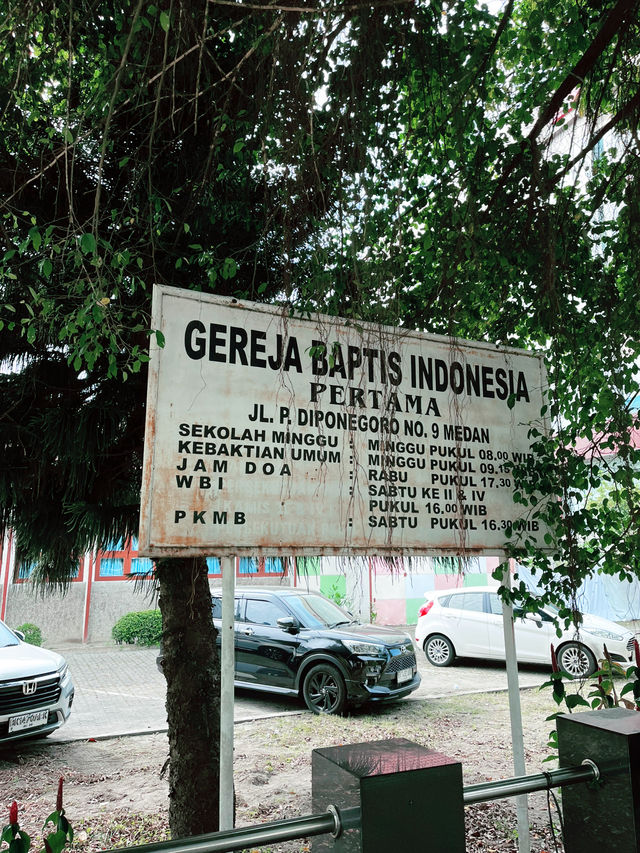 GEREJA BAPTIS INDONESIA
PERTAMA
JL. P. DIPONEGORO NO. 9 MEDAN
SEKOLAH MINGGU : MINGGU PUKUL 08.00 WIB
KEBAKTIAN UMUM : MINGGU PUKUL 09.15 WIB
JAM DOA : RABU PUKUL 17.30 WIB
WBI : SABTU KE II & IV
PUKUL 16.00 WIB
PKMB : SABTU PUKUL 16.30 WIB